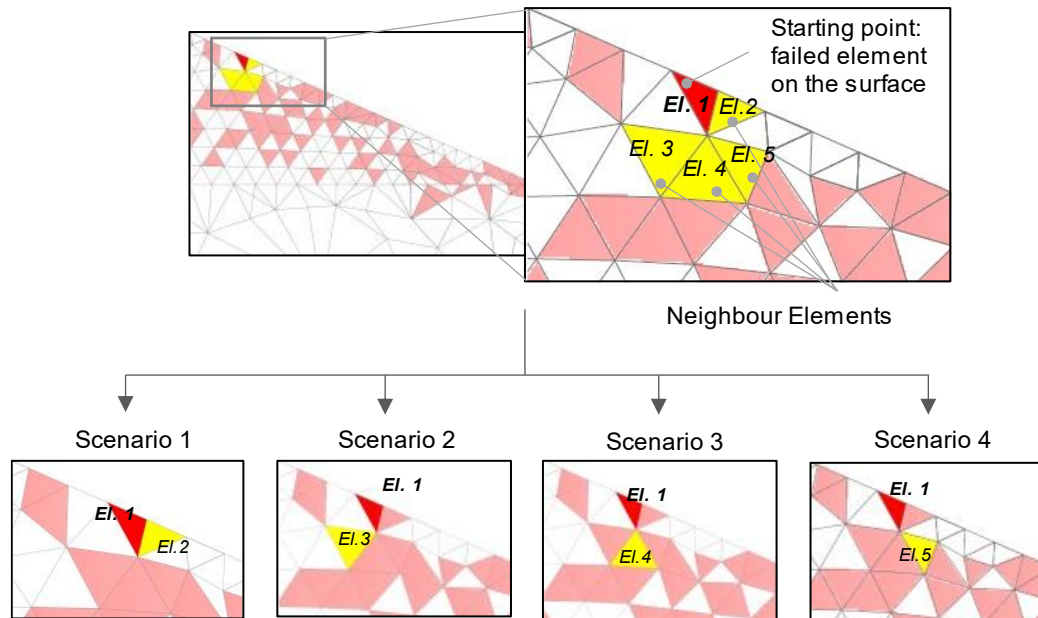 Starting point:
failed element
on the surface
El. 1
El.2
El. 3
El. 5
El. 4
Neighbour Elements
Scenario 1
Scenario 2
Scenario 3
Scenario 4
El. 1
El.2
El. 1
El.3
El. 1
El.4
El. 1
El.5